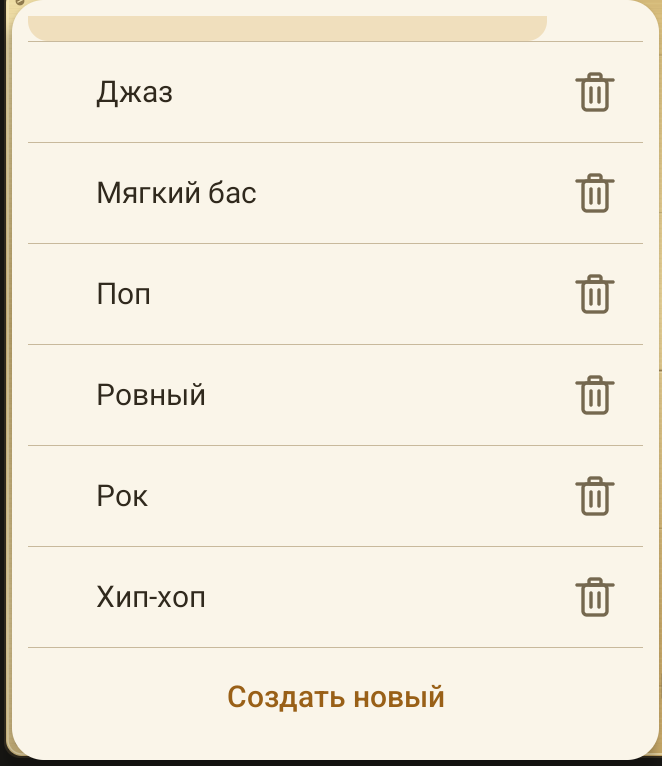 Джаз
Мягкий бас
Поп
Ровный
Рок
Хип-хоп
Создать новый